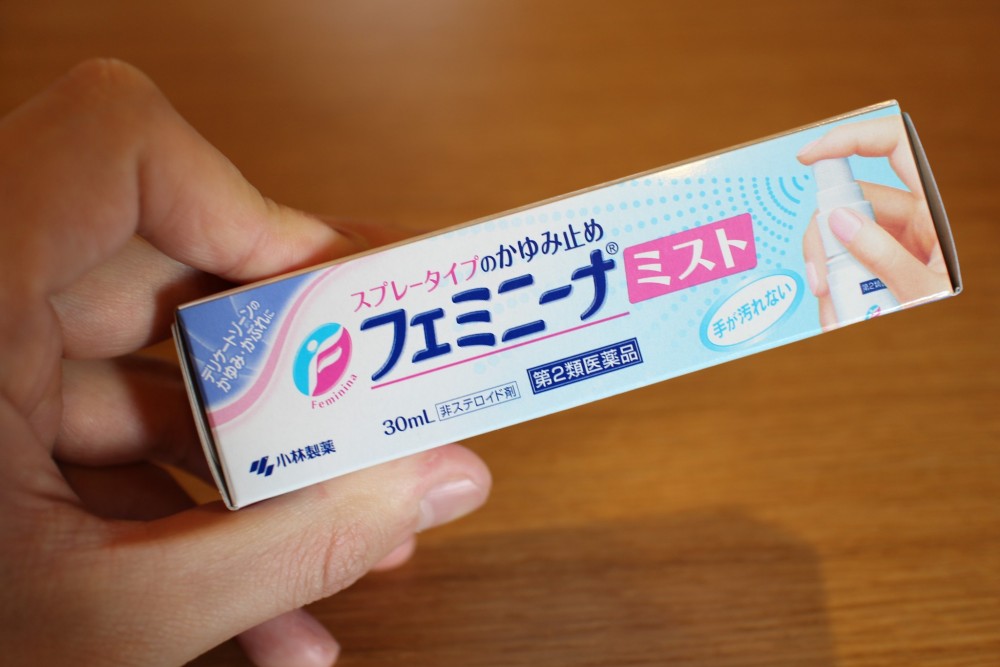 デリケートゾーンの
かゆみ・かぶれに
スプレータイプのかゆみ止め
フェミニーナ®ミスト
Feminina
手が汚れない
30mL 非ステロイド剤 第2類医薬品
小林製薬
第2類